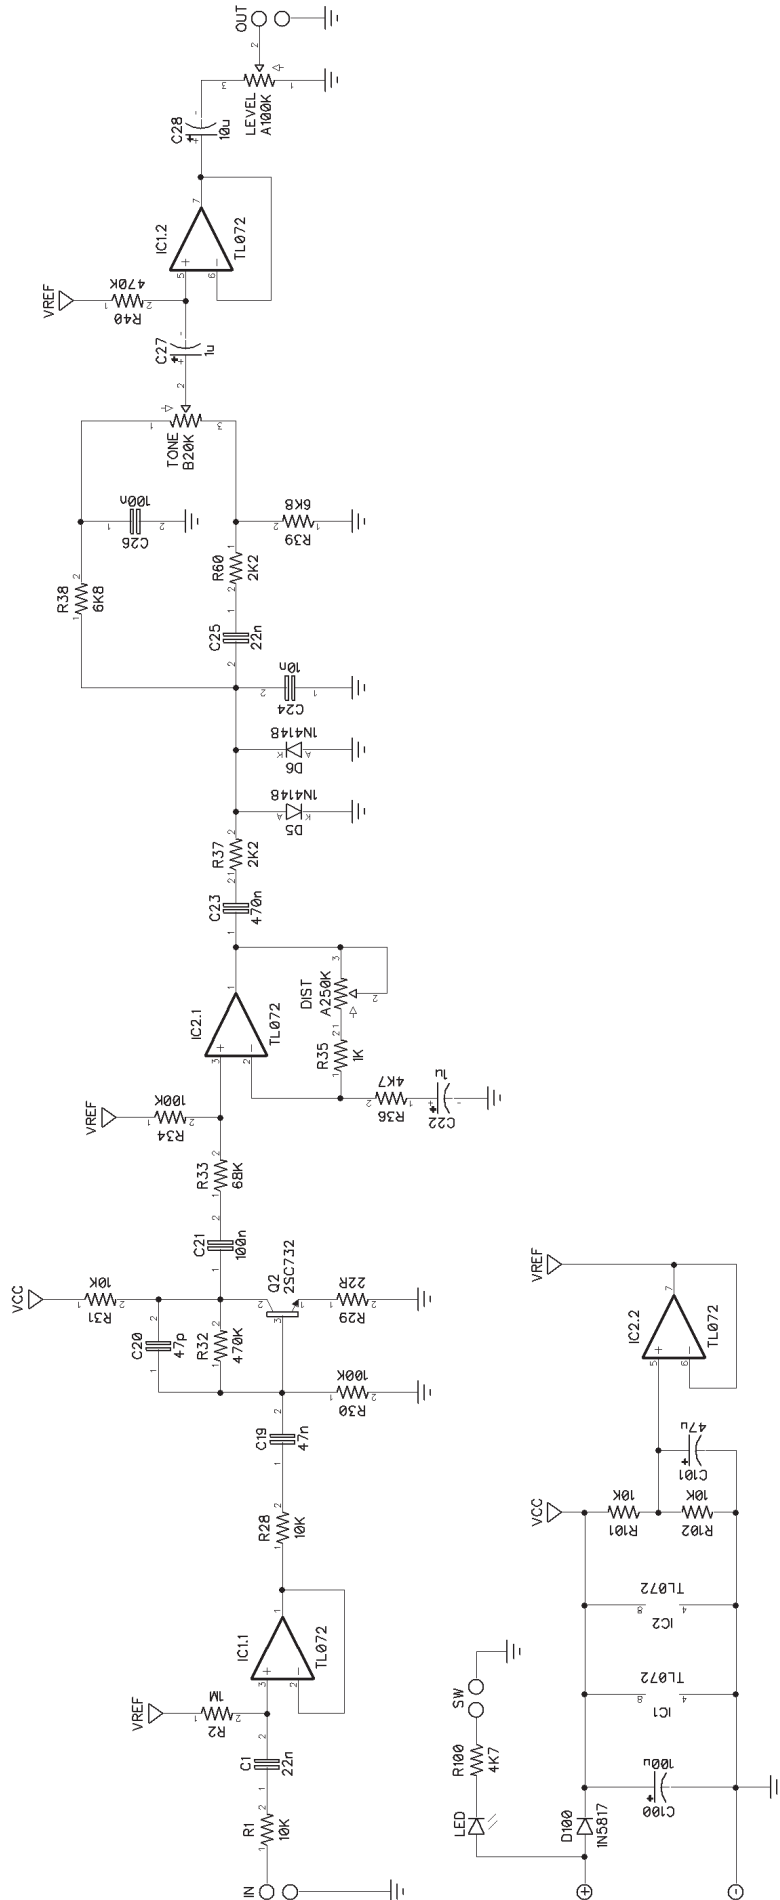 IN
R1
10K
C1
22n
VREF
R2
1M
IC1.1
TL072
R28
10K
C19
47n
R30
100K
C20
47p
R32
470K
VCC
R31
10K
Q2
2SC732
R29
22R
C21
100n
R33
68K
VREF
R34
100K
IC2.1
TL072
R35
1K
DIST
A250K
R36
4K7
C22
1u
C23
470n
R37
2K2
D5
1N4148
D6
1N4148
C24
10n
R38
6K8
C25
22n
R60
2K2
C26
100n
R39
6K8
TONE
B20K
C27
1u
VREF
R40
470K
IC1.2
TL072
C28
10u
LEVEL
A100K
OUT
LED
R100
4K7
SW
D100
1N5817
C100
100u
IC1
TL072
IC2
TL072
VCC
R101
10K
R102
10K
C101
47u
IC2.2
TL072
VREF